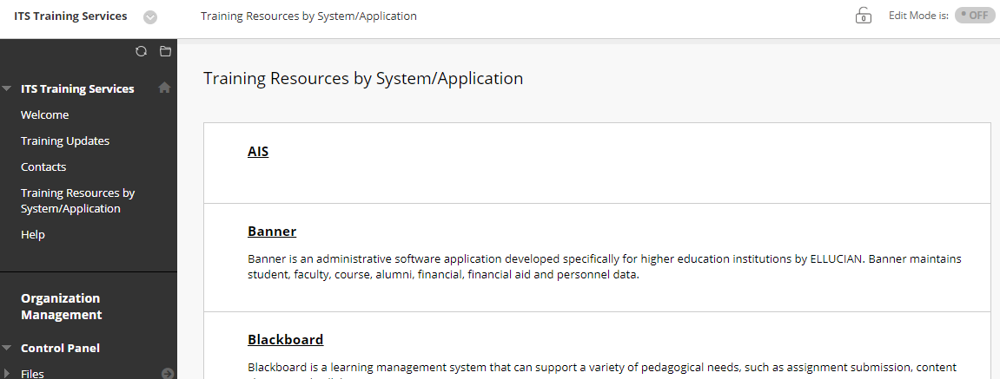 ITS Training Services
Training Resources by System/Application
Edit Mode is:
OFF
ITS Training Services
Welcome
Training Updates
Contacts
Training Resources by
System/Application
Help
Organization
Management
Control Panel
Files
Training Resources by System/Application
AIS
Banner
Banner is an administrative software application developed specifically for higher education institutions by ELLUCIAN. Banner maintains
student, faculty, course, alumni, financial, financial aid and personnel data.
Blackboard
Blackboard is a learning management system that can support a variety of pedagogical needs, such as assignment submission, content